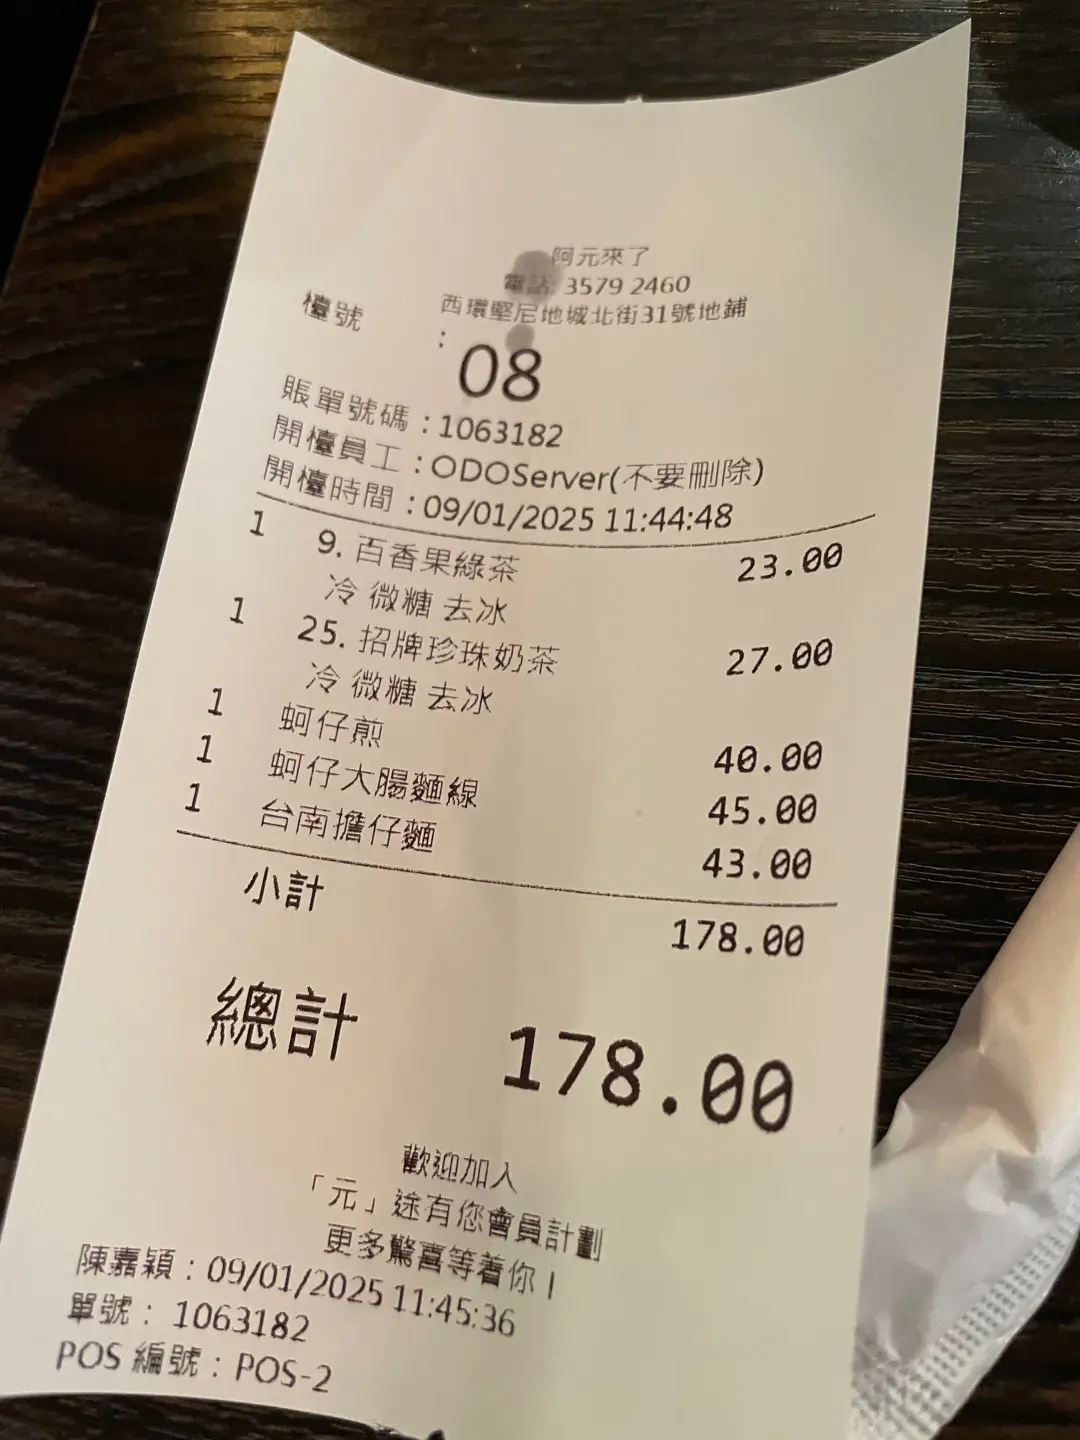 阿元來了
電話: 3579 2460
西環堅尼地城北街31號地鋪
檯號 : 08
賬單號碼：1063182
開檯員工：ODOServer(不要刪除)
開檯時間：09/01/2025 11:44:48
1 9. 百香果綠茶 23.00
冷 微糖 去冰
1 25. 招牌珍珠奶茶 27.00
冷 微糖 去冰
1 蚵仔煎 40.00
1 蚵仔大腸麵線 45.00
1 台南擔仔麵 43.00
小計 178.00
總計 178.00
歡迎加入
「元」途有您會員計劃
更多驚喜等着你！
陳嘉穎：09/01/2025 11:45:36
單號： 1063182
POS 編號：POS-2